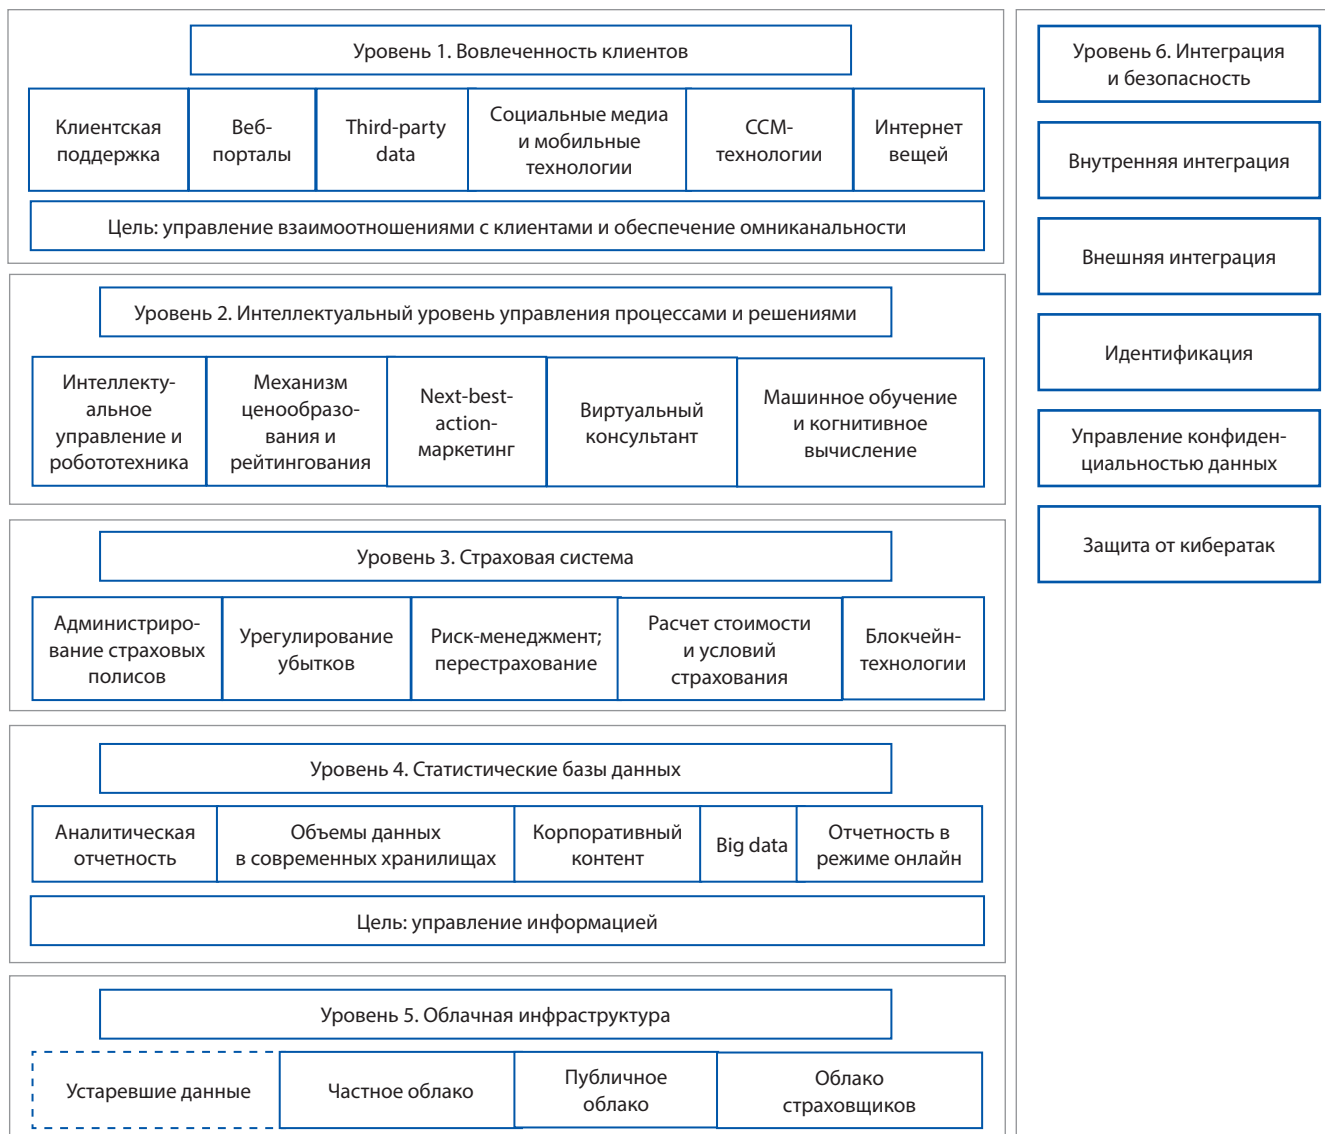 Уровень 1. Вовлеченность клиентов
Клиентская
поддержка
Веб-
порталы
Third-party
data
Социальные медиа
и мобильные
технологии
CCM-
технологии
Интернет
вещей
Цель: управление взаимоотношениями с клиентами и обеспечение омниканальности
Уровень 2. Интеллектуальный уровень управления процессами и решениями
Интеллекту-
альное
управление и
робототехника
Механизм
ценообразо-
вания и
рейтингования
Next-best-
action-
маркетинг
Виртуальный
консультант
Машинное обучение
и когнитивное
вычисление
Уровень 3. Страховая система
Администриро-
вание страховых
полисов
Урегулирование
убытков
Риск-менеджмент;
перестрахование
Расчет стоимости
и условий
страхования
Блокчейн-
технологии
Уровень 4. Статистические базы данных
Аналитическая
отчетность
Объемы данных
в современных хранилищах
Корпоративный
контент
Big data
Отчетность в
режиме онлайн
Цель: управление информацией
Уровень 5. Облачная инфраструктура
Устаревшие данные
Частное облако
Публичное
облако
Облако
страховщиков
Уровень 6. Интеграция
и безопасность
Внутренняя интеграция
Внешняя интеграция
Идентификация
Управление конфиден-
циальностью данных
Защита от кибератак